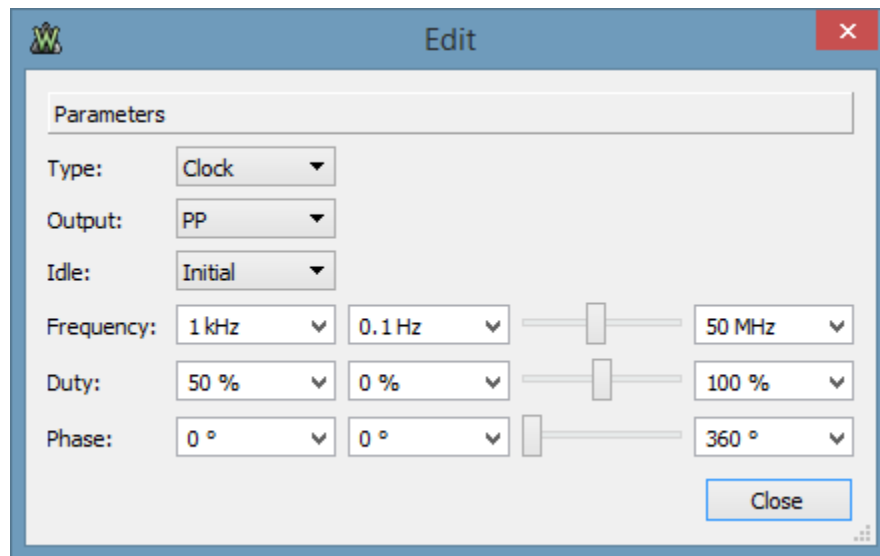 Edit
Parameters
Type: Clock
Output: PP
Idle: Initial
Frequency: 1 kHz 0.1 Hz 50 MHz
Duty: 50 % 0 % 100 %
Phase: 0 ° 0 ° 360 °
Close